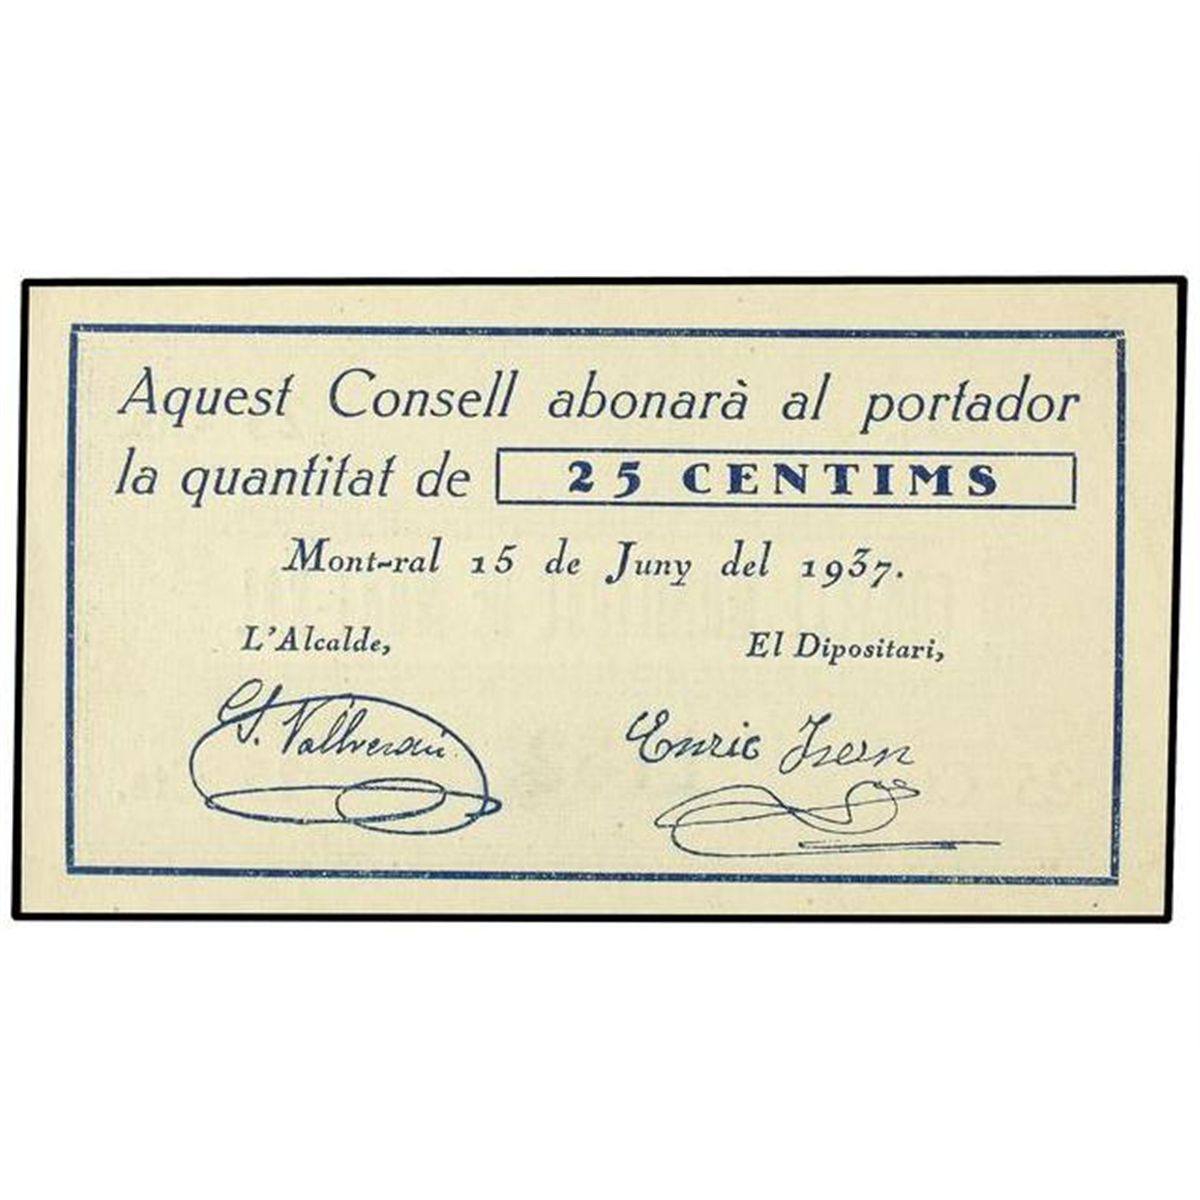 Aquest Consell abonarà al portador
la quantitat de 25 CENTIMS
Mont-ral 15 de Juny del 1937.
L'Alcalde,
El Dipositari,
Enric Isern